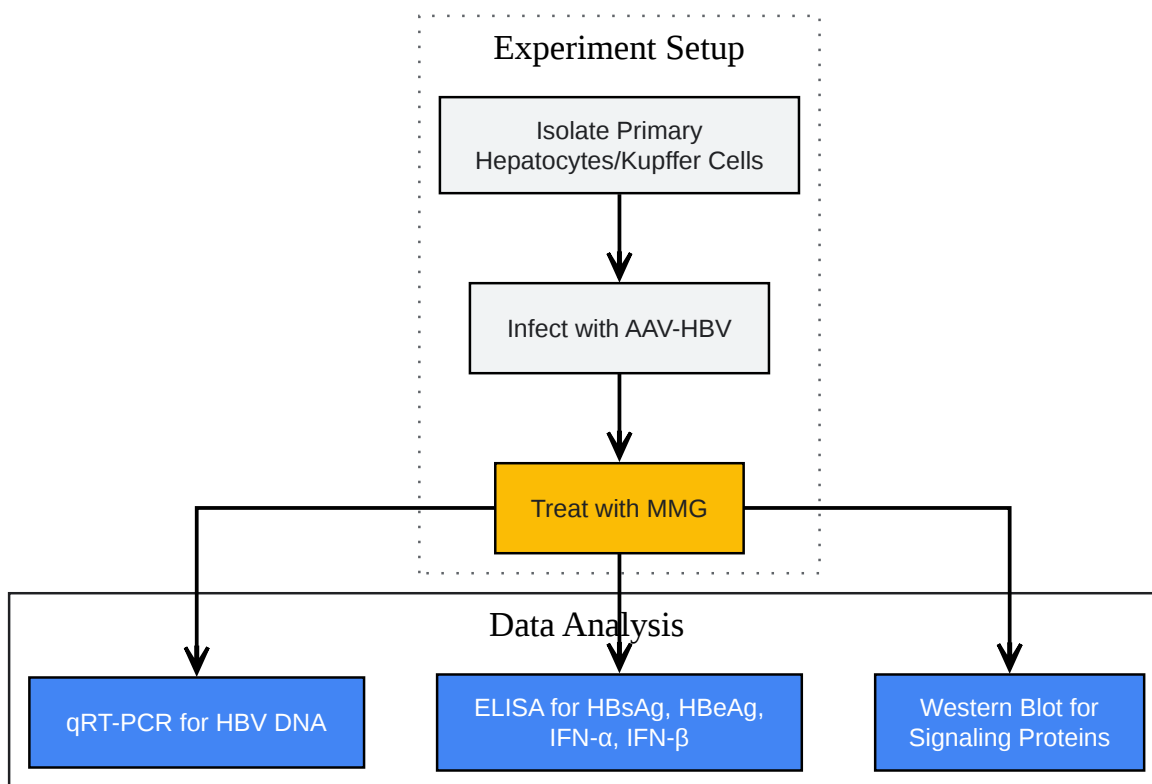 Experiment Setup
Isolate Primary
Hepatocytes/Kupffer Cells
Infect with AAV-HBV
Treat with MMG
Data Analysis
qRT-PCR for HBV DNA
ELISA for HBsAg, HBeAg,
IFN-α, IFN-β
Western Blot for
Signaling Proteins